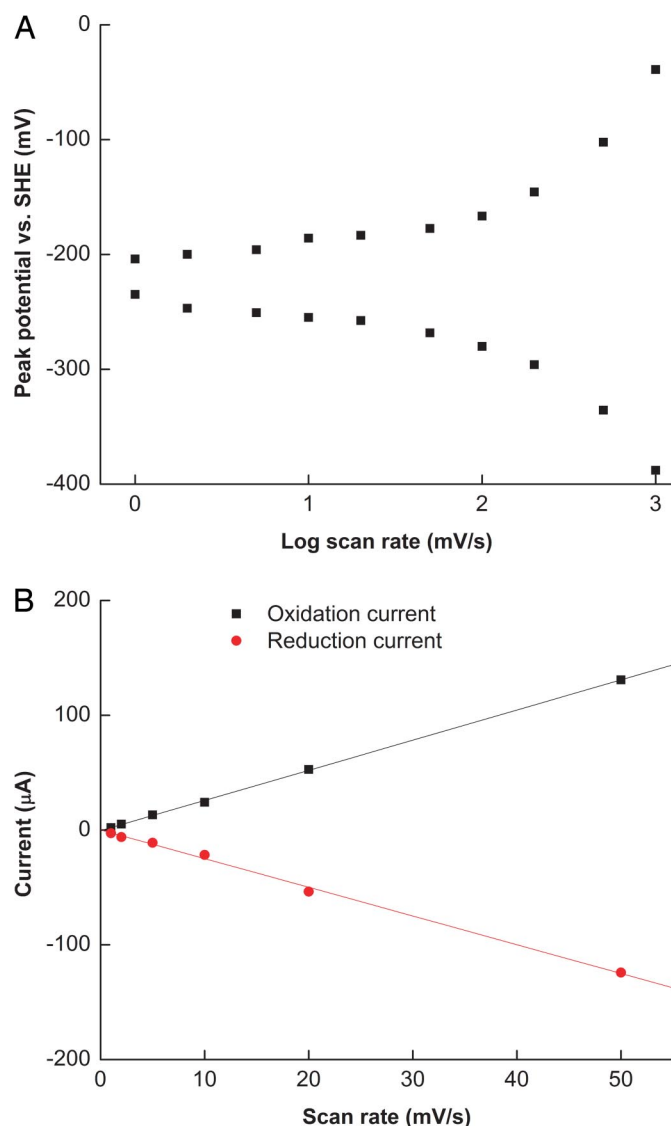 A
0
-100
-200
-300
-400
Peak potential vs. SHE (mV)
0 1 2 3
Log scan rate (mV/s)
B
200
100
0
-100
-200
Current (μA)
Oxidation current
Reduction current
0 10 20 30 40 50
Scan rate (mV/s)